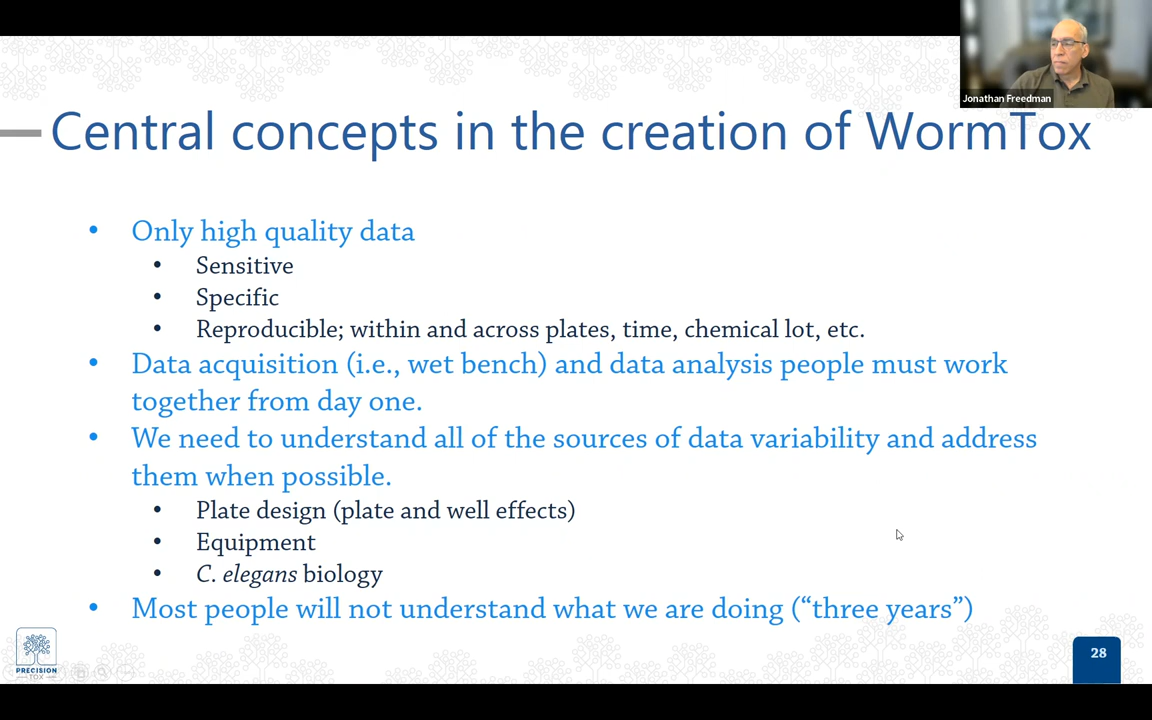 Jonathan Freedman
Central concepts in the creation of WormTox
• Only high quality data
• Sensitive
• Specific
• Reproducible; within and across plates, time, chemical lot, etc.
• Data acquisition (i.e., wet bench) and data analysis people must work
together from day one.
• We need to understand all of the sources of data variability and address
them when possible.
• Plate design (plate and well effects)
• Equipment
• C. elegans biology
• Most people will not understand what we are doing (“three years”)
PRECISION
TOX
28